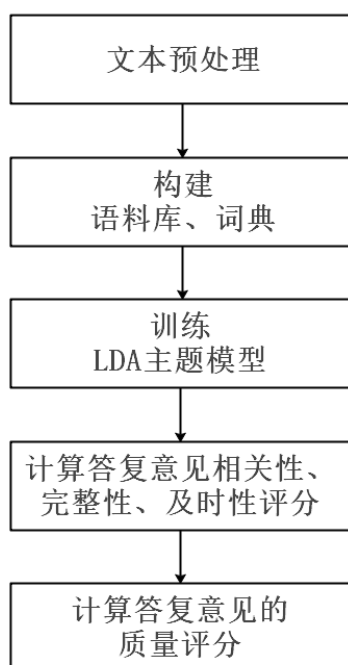 文本预处理
构建
语料库、词典
训练
LDA主题模型
计算答复意见相关性、
完整性、及时性评分
计算答复意见的
质量评分